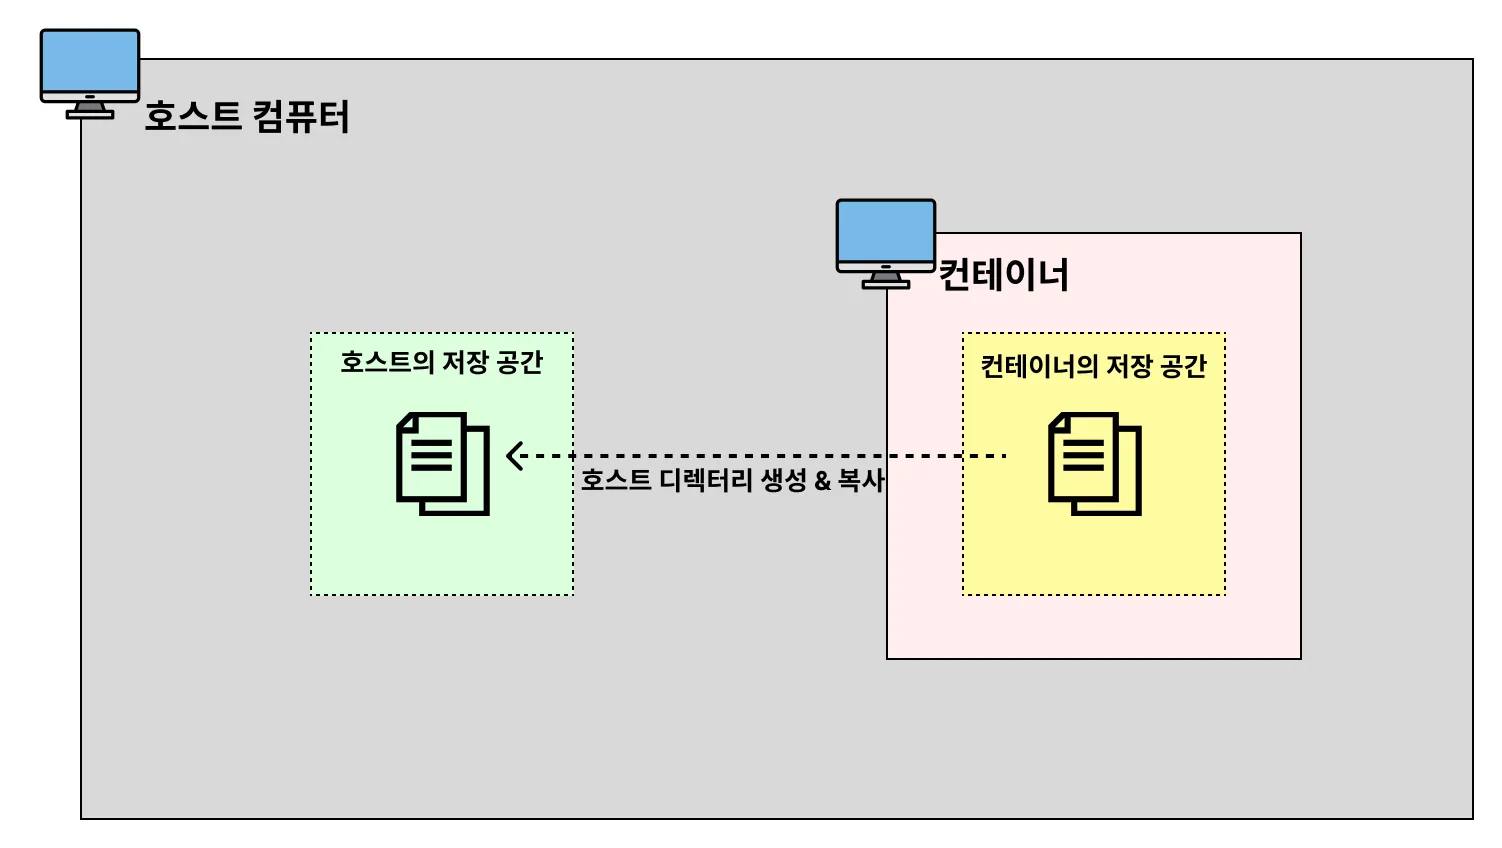 호스트 컴퓨터
컨테이너
호스트의 저장 공간
컨테이너의 저장 공간
호스트 디렉터리 생성 & 복사